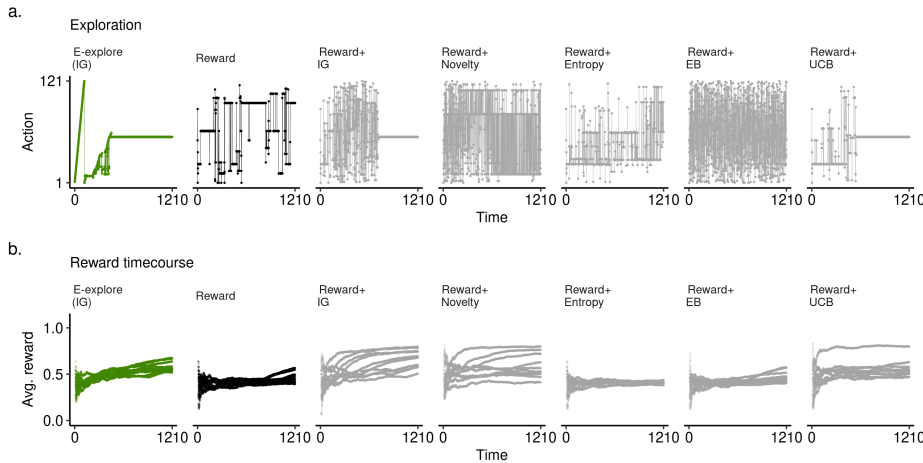 a.
Exploration
E-explore
(IG)
Reward
Reward+
IG
Reward+
Novelty
Reward+
Entropy
Reward+
EB
Reward+
UCB
121
1
Action
0 1210 0 1210 0 1210 0 1210 0 1210 0 1210 0 1210
Time
b.
Reward timecourse
E-explore
(IG)
Reward
Reward+
IG
Reward+
Novelty
Reward+
Entropy
Reward+
EB
Reward+
UCB
1.0
0.5
0.0
Avg. reward
0 1210 0 1210 0 1210 0 1210 0 1210 0 1210 0 1210
Time